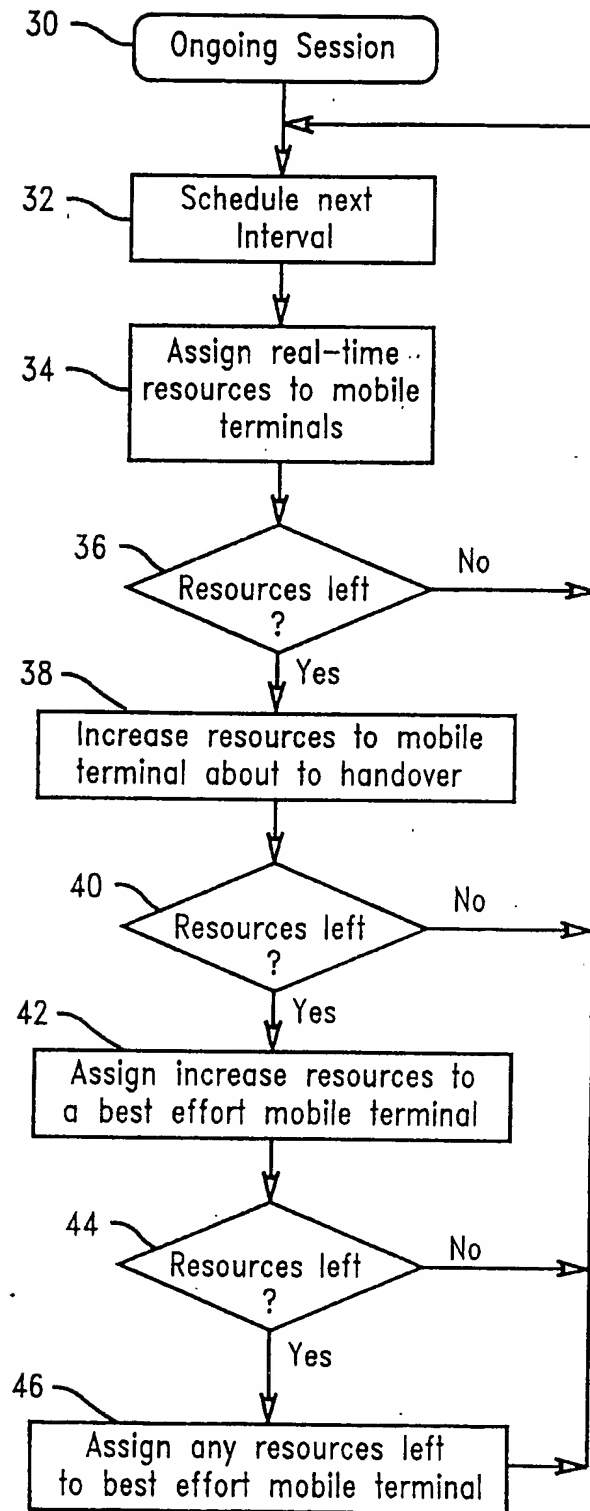 30
Ongoing Session
32
Schedule next
Interval
34
Assign real-time
resources to mobile
terminals
36
Resources left
?
No
Yes
38
Increase resources to mobile
terminal about to handover
40
Resources left
?
No
Yes
42
Assign increase resources to
a best effort mobile terminal
44
Resources left
?
No
Yes
46
Assign any resources left
to best effort mobile terminal